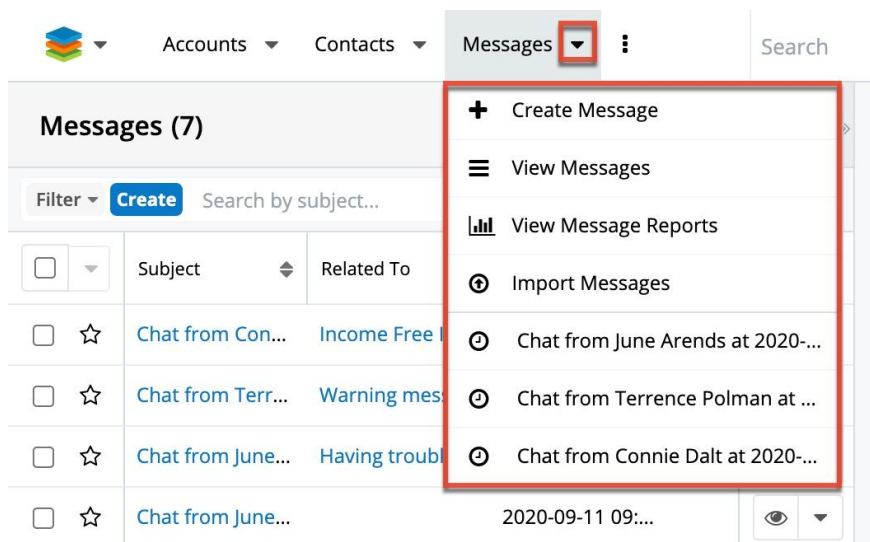 Accounts Contacts Messages Search
Messages (7)
Create Message
View Messages
View Message Reports
Import Messages
Chat from June Arends at 2020-...
Chat from Terrence Polman at ...
Chat from Connie Dalt at 2020-...
Filter Create Search by subject...
Subject Related To
Chat from Con... Income Free
Chat from Terr... Warning mes
Chat from June... Having troubl
Chat from June... 2020-09-11 09:...